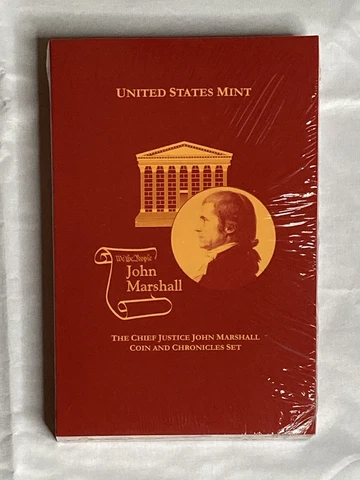 UNITED STATES MINT
We the People
John
Marshall
THE CHIEF JUSTICE JOHN MARSHALL
COIN AND CHRONICLES SET